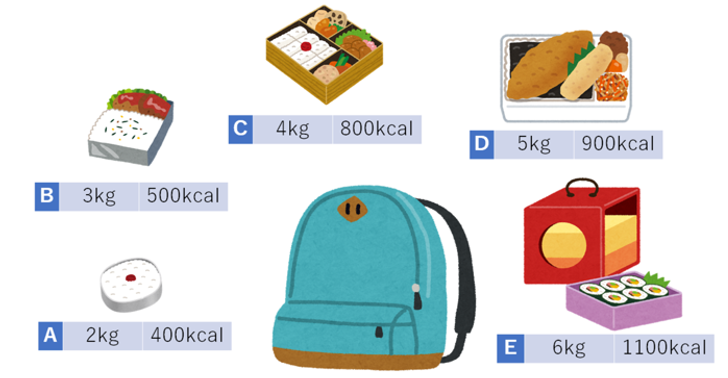 C 4kg 800kcal
D 5kg 900kcal
B 3kg 500kcal
A 2kg 400kcal
E 6kg 1100kcal